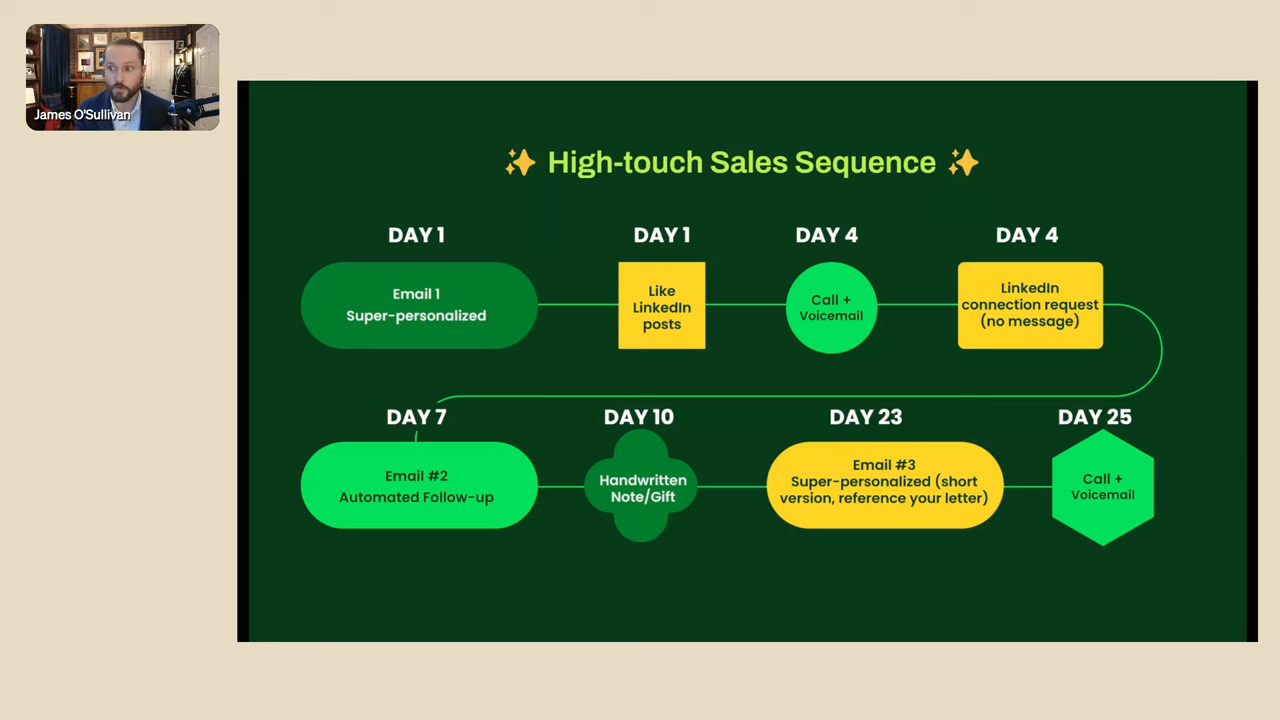 James O'Sullivan
✨ High-touch Sales Sequence ✨
DAY 1
DAY 1
DAY 4
DAY 4
Email 1
Super-personalized
Like
LinkedIn
posts
Call +
Voicemail
LinkedIn
connection request
(no message)
DAY 7
DAY 10
DAY 23
DAY 25
Email #2
Automated Follow-up
Handwritten
Note/Gift
Email #3
Super-personalized (short
version, reference your letter)
Call +
Voicemail